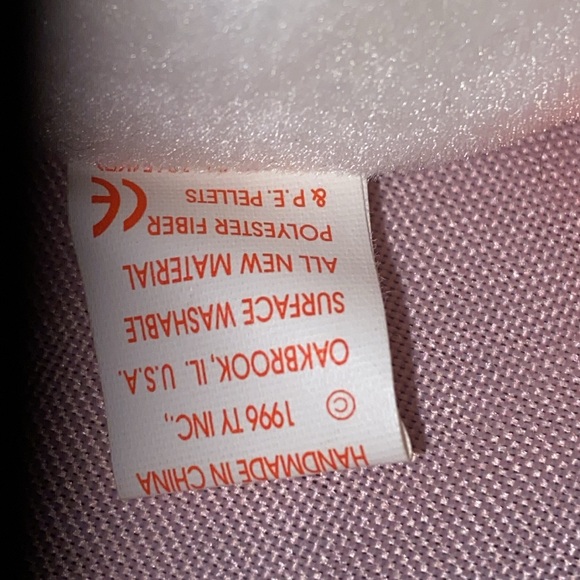 HANDMADE IN CHINA
© 1996 TY INC.,
OAKBROOK, IL. U.S.A.
SURFACE WASHABLE
ALL NEW MATERIAL
POLYESTER FIBER
& P.E. PELLETS
CE